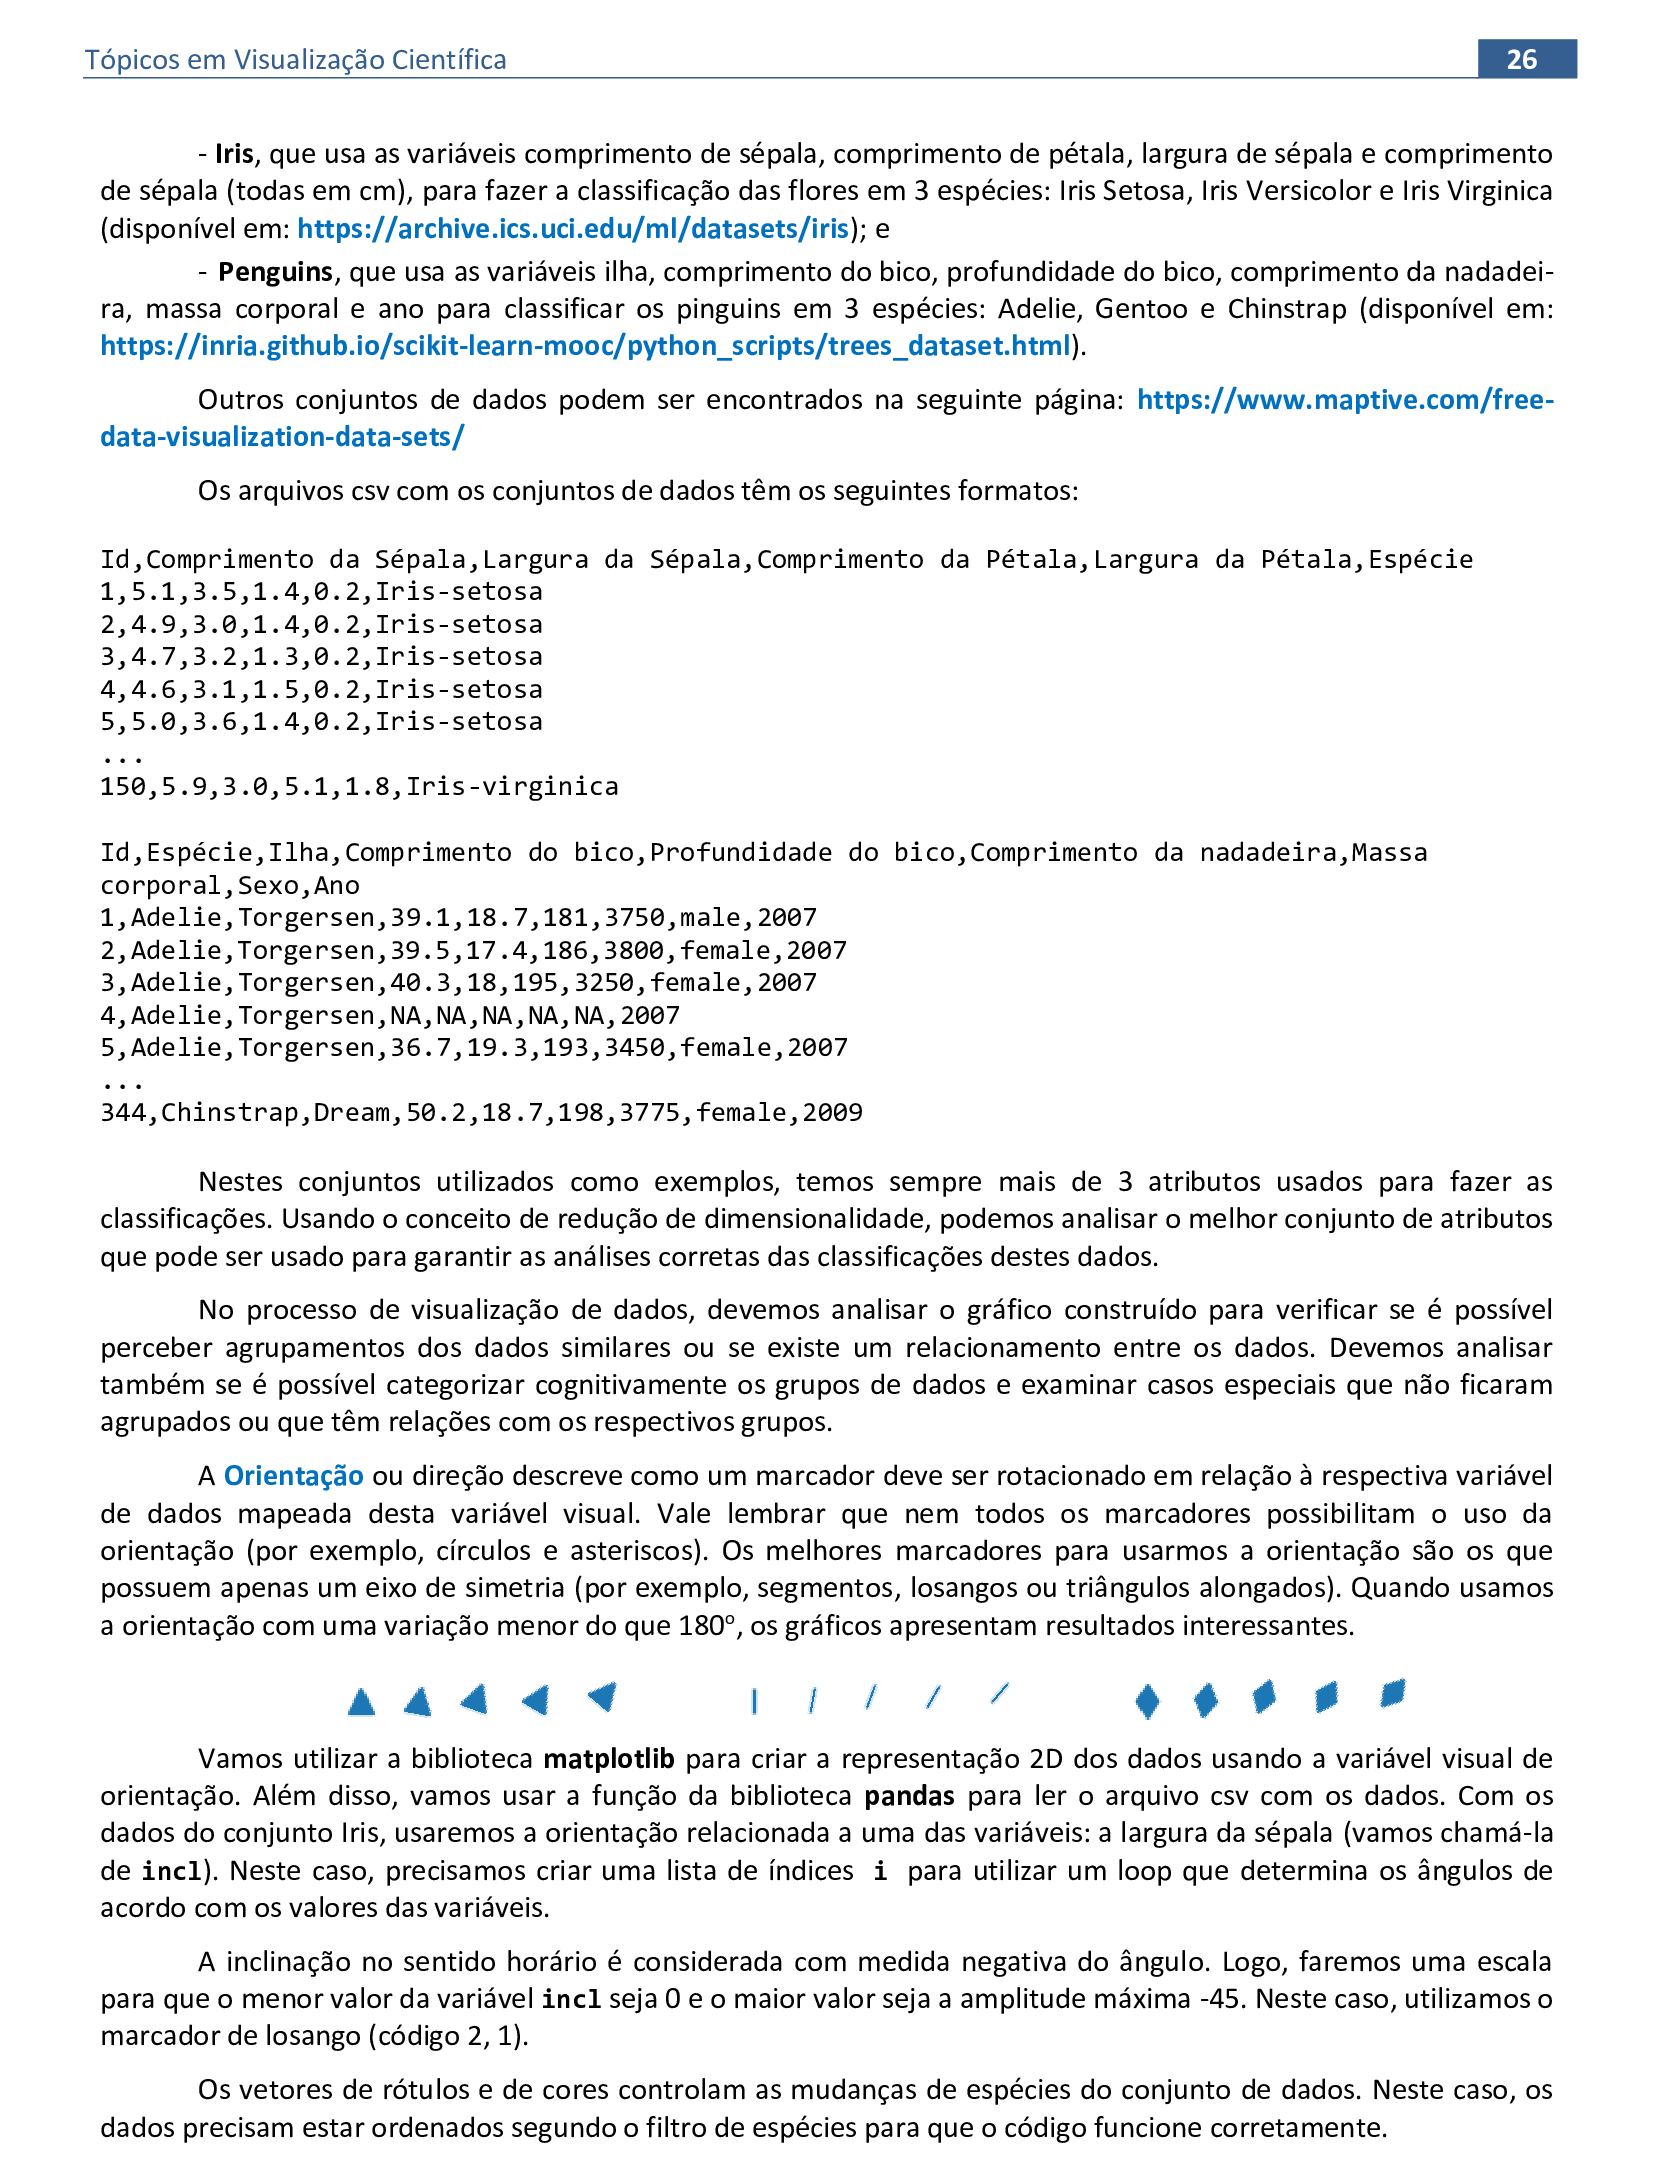 Tópicos em Visualização Científica 26
- Iris, que usa as variáveis comprimento de sépala, comprimento de pétala, largura de sépala e comprimento
de sépala (todas em cm), para fazer a classificação das flores em 3 espécies: Iris Setosa, Iris Versicolor e Iris Virginica
(disponível em: https://archive.ics.uci.edu/ml/datasets/iris); e
- Penguins, que usa as variáveis ilha, comprimento do bico, profundidade do bico, comprimento da nadadei-
ra, massa corporal e ano para classificar os pinguins em 3 espécies: Adelie, Gentoo e Chinstrap (disponível em:
https://inria.github.io/scikit-learn-mooc/python_scripts/trees_dataset.html).
Outros conjuntos de dados podem ser encontrados na seguinte página: https://www.maptive.com/free-
data-visualization-data-sets/
Os arquivos csv com os conjuntos de dados têm os seguintes formatos:
Id,Comprimento da Sépala,Largura da Sépala,Comprimento da Pétala,Largura da Pétala,Espécie
1,5.1,3.5,1.4,0.2,Iris-setosa
2,4.9,3.0,1.4,0.2,Iris-setosa
3,4.7,3.2,1.3,0.2,Iris-setosa
4,4.6,3.1,1.5,0.2,Iris-setosa
5,5.0,3.6,1.4,0.2,Iris-setosa
...
150,5.9,3.0,5.1,1.8,Iris-virginica
Id,Espécie,Ilha,Comprimento do bico,Profundidade do bico,Comprimento da nadadeira,Massa
corporal,Sexo,Ano
1,Adelie,Torgersen,39.1,18.7,181,3750,male,2007
2,Adelie,Torgersen,39.5,17.4,186,3800,female,2007
3,Adelie,Torgersen,40.3,18,195,3250,female,2007
4,Adelie,Torgersen,NA,NA,NA,NA,NA,2007
5,Adelie,Torgersen,36.7,19.3,193,3450,female,2007
...
344,Chinstrap,Dream,50.2,18.7,198,3775,female,2009
Nestes conjuntos utilizados como exemplos, temos sempre mais de 3 atributos usados para fazer as
classificações. Usando o conceito de redução de dimensionalidade, podemos analisar o melhor conjunto de atributos
que pode ser usado para garantir as análises corretas das classificações destes dados.
No processo de visualização de dados, devemos analisar o gráfico construído para verificar se é possível
perceber agrupamentos dos dados similares ou se existe um relacionamento entre os dados. Devemos analisar
também se é possível categorizar cognitivamente os grupos de dados e examinar casos especiais que não ficaram
agrupados ou que têm relações com os respectivos grupos.
A Orientação ou direção descreve como um marcador deve ser rotacionado em relação à respectiva variável
de dados mapeada desta variável visual. Vale lembrar que nem todos os marcadores possibilitam o uso da
orientação (por exemplo, círculos e asteriscos). Os melhores marcadores para usarmos a orientação são os que
possuem apenas um eixo de simetria (por exemplo, segmentos, losangos ou triângulos alongados). Quando usamos
a orientação com uma variação menor do que 180º, os gráficos apresentam resultados interessantes.
Vamos utilizar a biblioteca matplotlib para criar a representação 2D dos dados usando a variável visual de
orientação. Além disso, vamos usar a função da biblioteca pandas para ler o arquivo csv com os dados. Com os
dados do conjunto Iris, usaremos a orientação relacionada a uma das variáveis: a largura da sépala (vamos chamá-la
de incl). Neste caso, precisamos criar uma lista de índices i para utilizar um loop que determina os ângulos de
acordo com os valores das variáveis.
A inclinação no sentido horário é considerada com medida negativa do ângulo. Logo, faremos uma escala
para que o menor valor da variável incl seja 0 e o maior valor seja a amplitude máxima -45. Neste caso, utilizamos o
marcador de losango (código 2, 1).
Os vetores de rótulos e de cores controlam as mudanças de espécies do conjunto de dados. Neste caso, os
dados precisam estar ordenados segundo o filtro de espécies para que o código funcione corretamente.